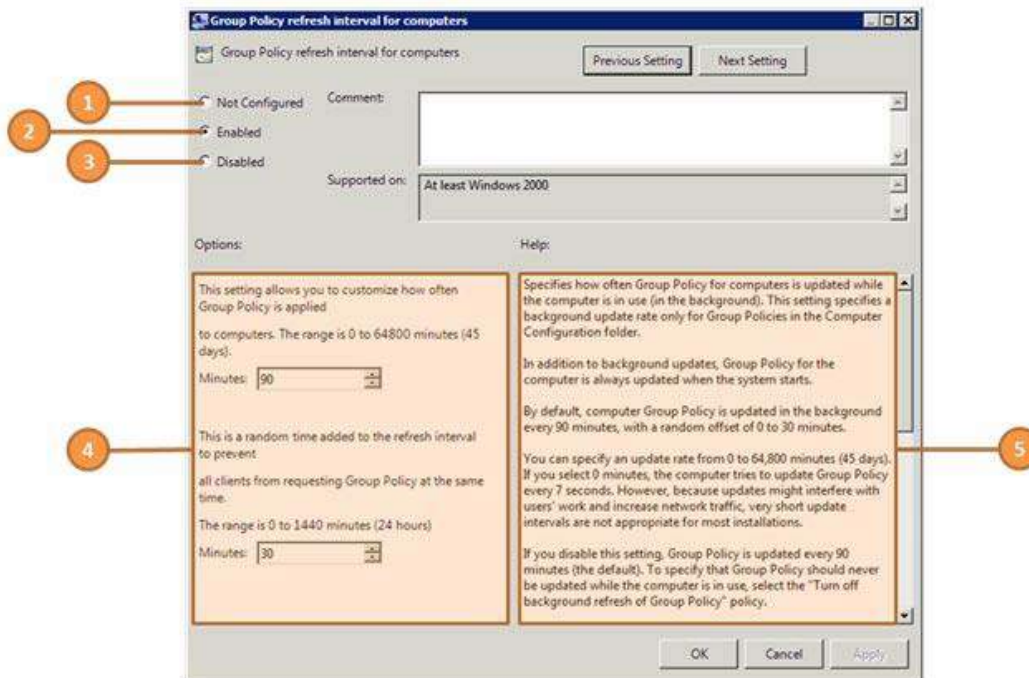 Group Policy refresh interval for computers
Group Policy refresh interval for computers
Previous Setting
Next Setting
1
Not Configured
Comment:
2
Enabled
3
Disabled
Supported on:
At least Windows 2000
Options:
Help:
This setting allows you to customize how often
Group Policy is applied
to computers. The range is 0 to 64800 minutes (45
days).
Minutes: 90
4
This is a random time added to the refresh interval
to prevent
all clients from requesting Group Policy at the same
time.
The range is 0 to 1440 minutes (24 hours)
Minutes: 30
Specifies how often Group Policy for computers is updated while
the computer is in use (in the background). This setting specifies a
background update rate only for Group Policies in the Computer
Configuration folder.
In addition to background updates, Group Policy for the
computer is always updated when the system starts.
By default, computer Group Policy is updated in the background
every 90 minutes, with a random offset of 0 to 30 minutes.
5
You can specify an update rate from 0 to 64,800 minutes (45 days).
If you select 0 minutes, the computer tries to update Group Policy
every 7 seconds. However, because updates might interfere with
users' work and increase network traffic, very short update
intervals are not appropriate for most installations.
If you disable this setting, Group Policy is updated every 90
minutes (the default). To specify that Group Policy should never
be updated while the computer is in use, select the "Turn off
background refresh of Group Policy" policy.
OK
Cancel
Apply